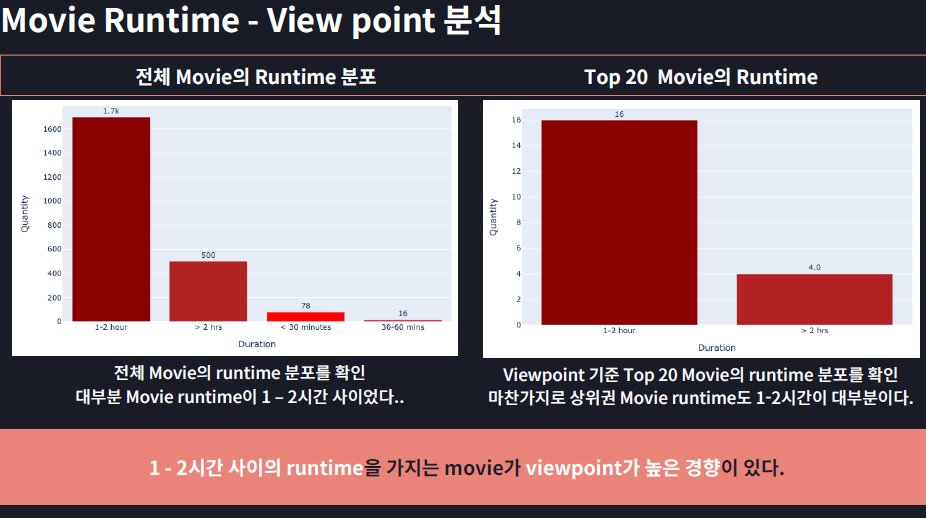 Movie Runtime - View point 분석
전체 Movie의 Runtime 분포
1.7k
1600
1400
1200
1000
800
600
400
200
0
Quantity
500
78
16
1-2 hour
> 2 hrs
< 30 minutes
30-60 mins
Duration
전체 Movie의 runtime 분포를 확인
대부분 Movie runtime이 1 – 2시간 사이었다..
Top 20 Movie의 Runtime
16
16
14
12
10
8
6
4
2
0
Quantity
4.0
1-2 hour
> 2 hrs
Duration
Viewpoint 기준 Top 20 Movie의 runtime 분포를 확인
마찬가지로 상위권 Movie runtime도 1-2시간이 대부분이다.
1 - 2시간 사이의 runtime을 가지는 movie가 viewpoint가 높은 경향이 있다.